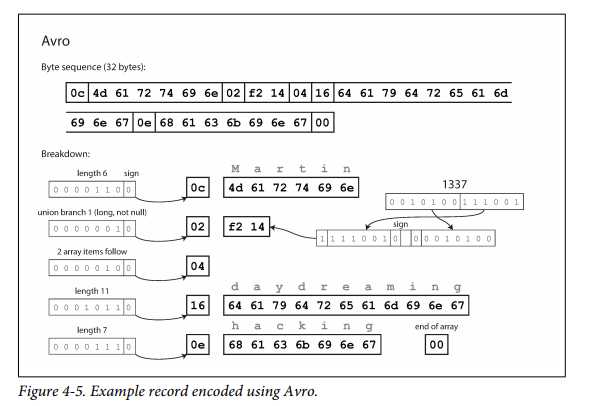 Avro
Byte sequence (32 bytes):
0c 4d 61 72 74 69 6e 02 f2 14 04 16 64 61 79 64 72 65 61 6d
69 6e 67 0e 68 61 63 6b 69 6e 67 00
Breakdown:
length 6 sign
M a r t i n
0 0 0 0 1 1 0 0
0c
4d 61 72 74 69 6e
1337
0 0 1 0 1 0 0 1 1 1 0 0 1
union branch 1 (long, not null)
0 0 0 0 0 0 1 0
02
f2 14
sign
1 1 1 1 0 0 1 0 0 0 0 1 0 1 0 0
2 array items follow
0 0 0 0 1 0 0 0
04
length 11
d a y d r e a m i n g
0 0 0 1 0 1 1 0
16
64 61 79 64 72 65 61 6d 69 6e 67
length 7
h a c k i n g
end of array
0 0 0 0 1 1 1 0
0e
68 61 63 6b 69 6e 67
00
Figure 4-5. Example record encoded using Avro.